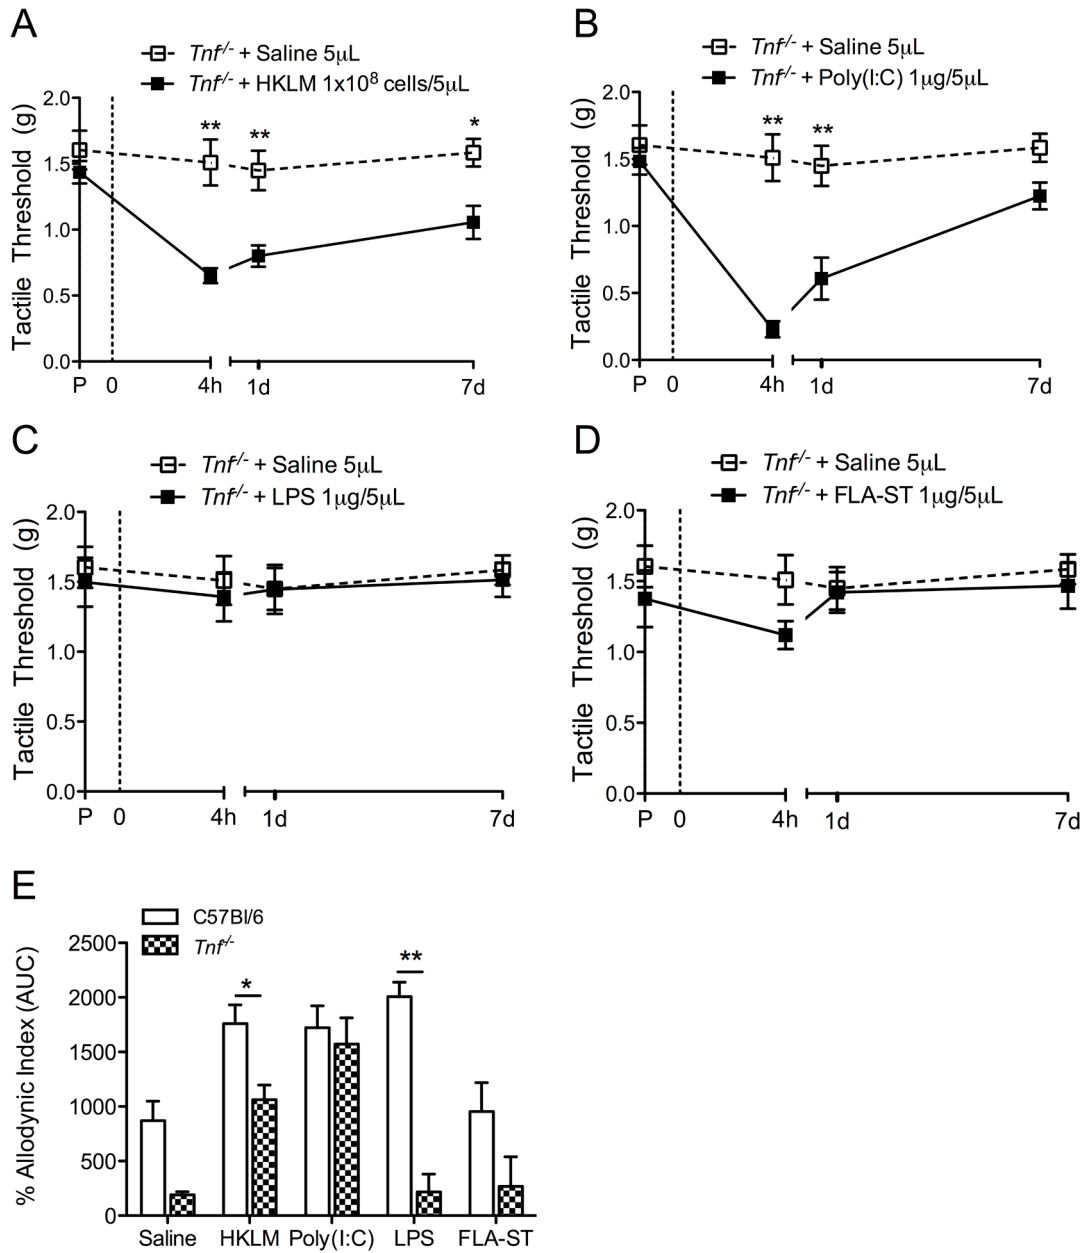 A
Tnf-/- + Saline 5μL
Tnf-/- + HKLM 1x10⁸ cells/5μL
Tactile Threshold (g)
2.0
1.5
1.0
0.5
0.0
** ** *
P 0 4h 1d 7d
B
Tnf-/- + Saline 5μL
Tnf-/- + Poly(I:C) 1μg/5μL
Tactile Threshold (g)
2.0
1.5
1.0
0.5
0.0
** **
P 0 4h 1d 7d
C
Tnf-/- + Saline 5μL
Tnf-/- + LPS 1μg/5μL
Tactile Threshold (g)
2.0
1.5
1.0
0.5
0.0
P 0 4h 1d 7d
D
Tnf-/- + Saline 5μL
Tnf-/- + FLA-ST 1μg/5μL
Tactile Threshold (g)
2.0
1.5
1.0
0.5
0.0
P 0 4h 1d 7d
E
C57Bl/6
Tnf-/-
% Allodynic Index (AUC)
2500
2000
1500
1000
500
0
* **
Saline HKLM Poly(I:C) LPS FLA-ST